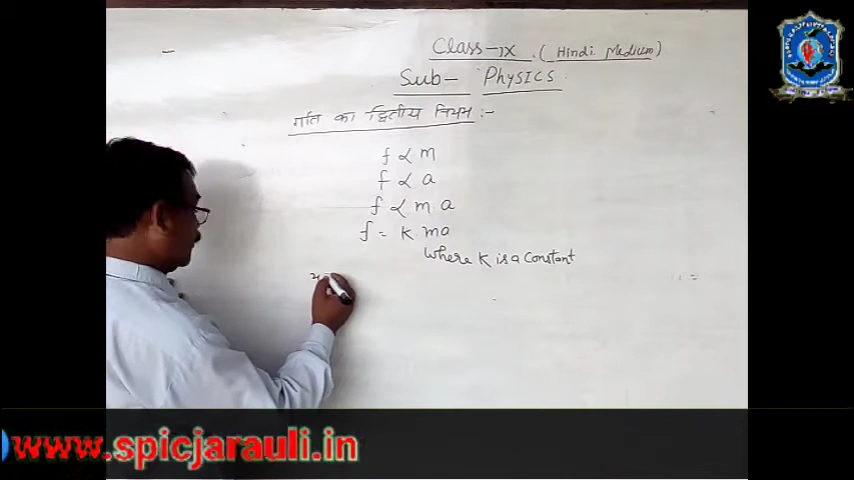 Class-IX (Hindi Medium)
Sub- Physics
गति का द्वितीय नियम :-
f ∝ m
f ∝ a
f ∝ m.a
f = K.ma
where K is a Constant
www.spicjarauli.in